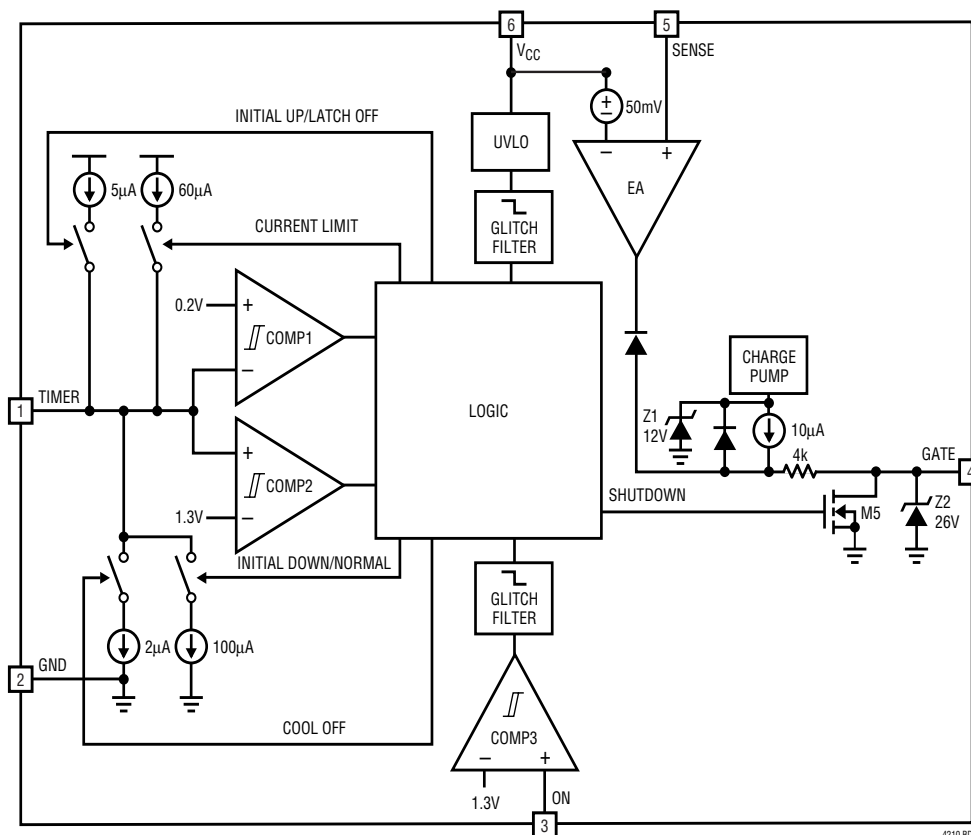 6
VCC
5
SENSE
50mV
INITIAL UP/LATCH OFF
UVLO
EA
5µA
60µA
CURRENT LIMIT
GLITCH
FILTER
0.2V
COMP1
CHARGE
PUMP
1
TIMER
LOGIC
Z1
12V
10µA
4k
GATE
4
COMP2
SHUTDOWN
1.3V
M5
Z2
26V
INITIAL DOWN/NORMAL
GLITCH
FILTER
2µA
100µA
2
GND
COOL OFF
COMP3
1.3V
ON
3